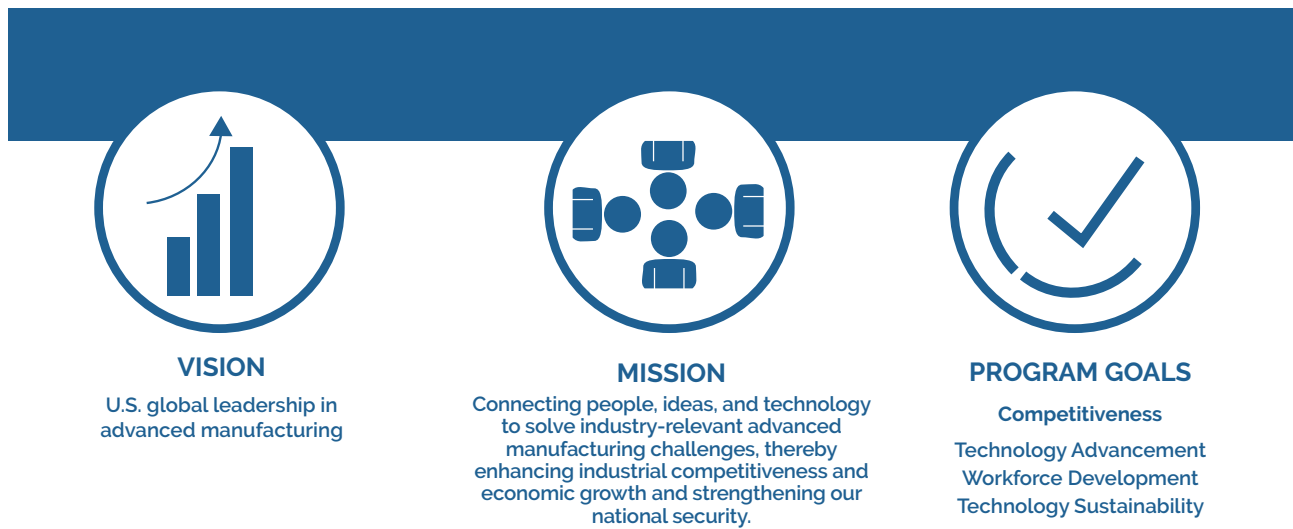 VISION
U.S. global leadership in
advanced manufacturing
MISSION
Connecting people, ideas, and technology
to solve industry-relevant advanced
manufacturing challenges, thereby
enhancing industrial competitiveness and
economic growth and strengthening our
national security.
PROGRAM GOALS
Competitiveness
Technology Advancement
Workforce Development
Technology Sustainability